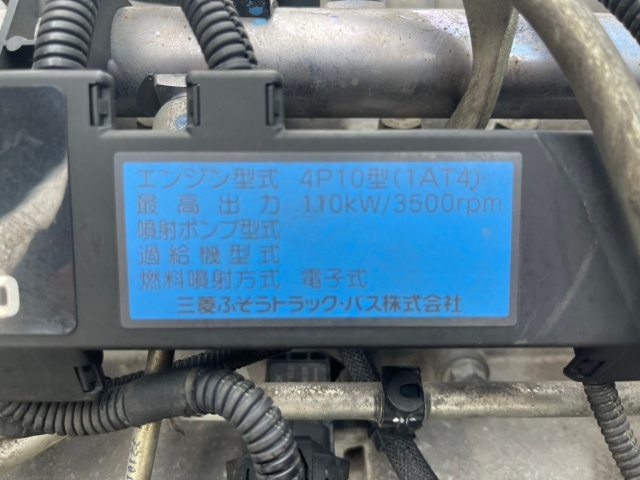 エンジン型式 4P10型(1AT4)
最高出力 110kW/3500rpm
噴射ポンプ型式
過給機型式
燃料噴射方式 電子式
三菱ふそうトラック・バス株式会社